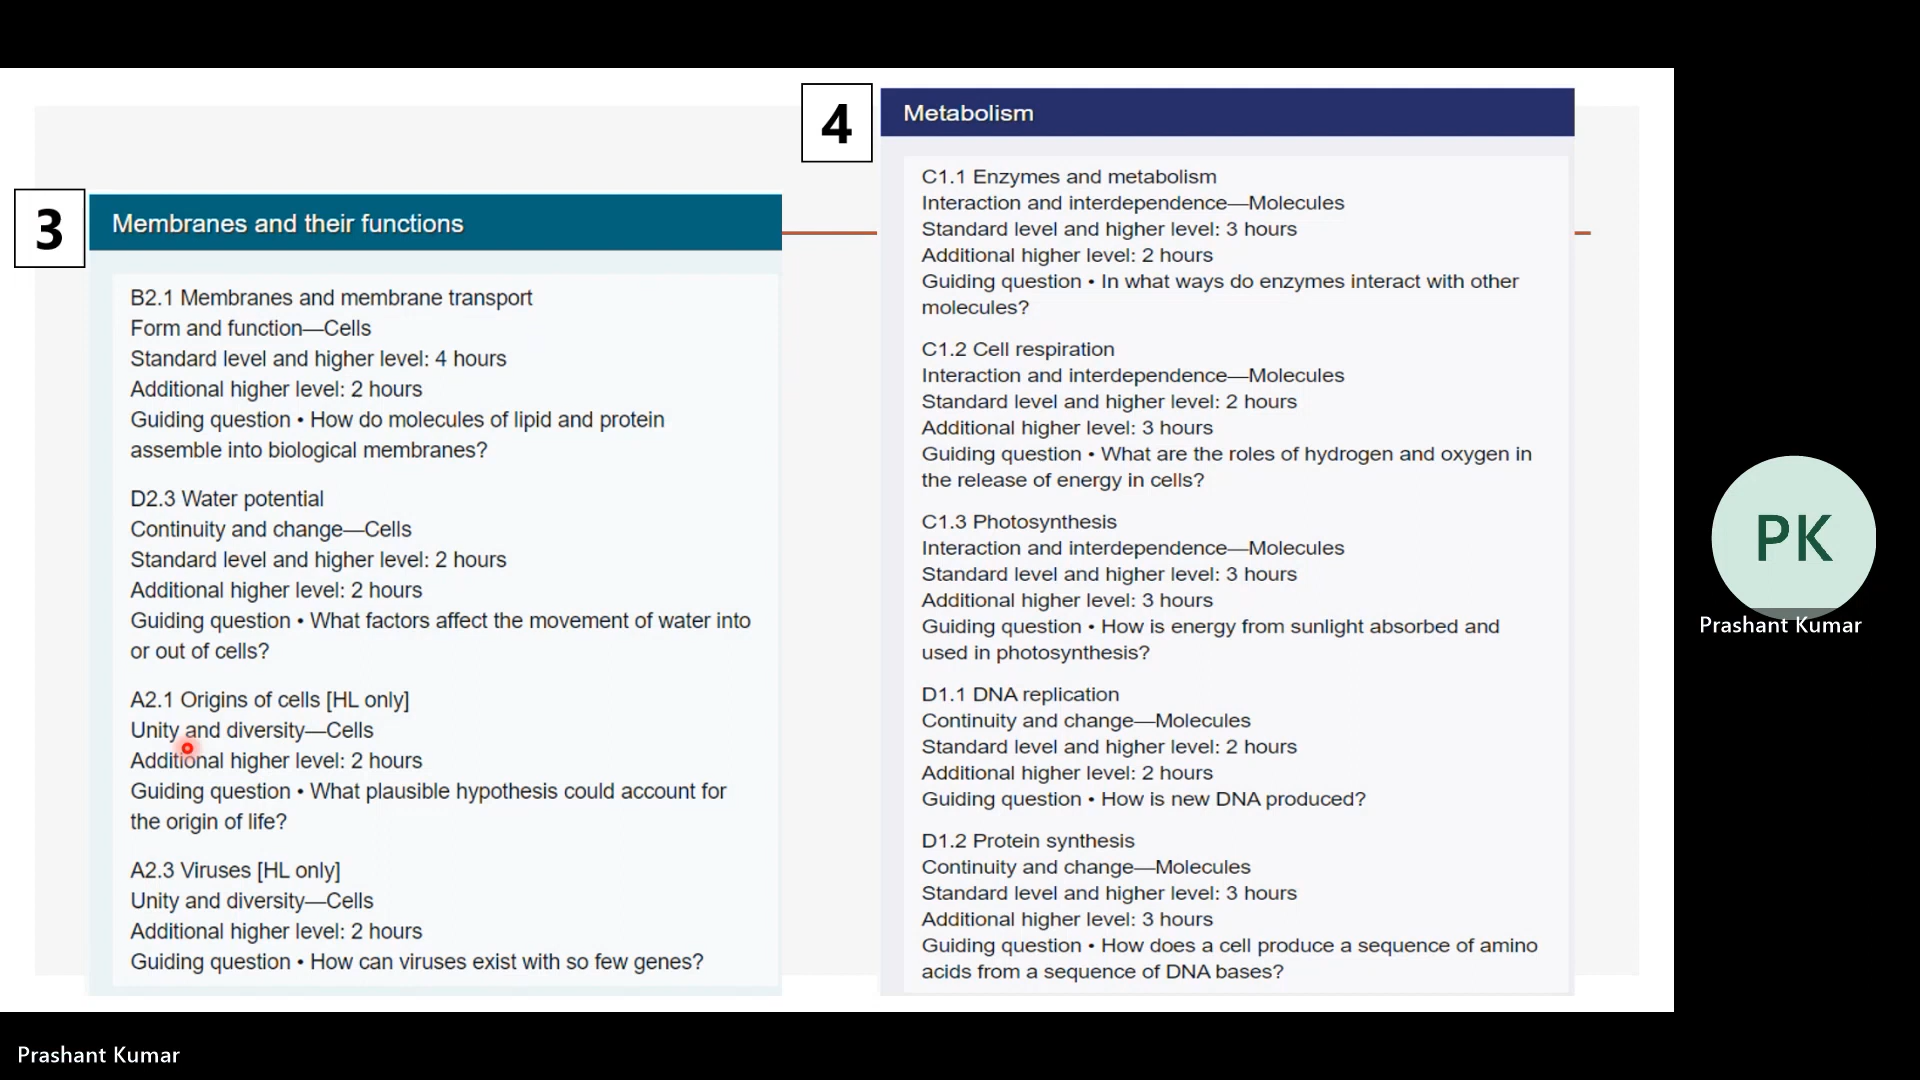 3
Membranes and their functions
B2.1 Membranes and membrane transport
Form and function—Cells
Standard level and higher level: 4 hours
Additional higher level: 2 hours
Guiding question • How do molecules of lipid and protein
assemble into biological membranes?
D2.3 Water potential
Continuity and change—Cells
Standard level and higher level: 2 hours
Additional higher level: 2 hours
Guiding question • What factors affect the movement of water into
or out of cells?
A2.1 Origins of cells [HL only]
Unity and diversity—Cells
Additional higher level: 2 hours
Guiding question • What plausible hypothesis could account for
the origin of life?
A2.3 Viruses [HL only]
Unity and diversity—Cells
Additional higher level: 2 hours
Guiding question • How can viruses exist with so few genes?
4
Metabolism
C1.1 Enzymes and metabolism
Interaction and interdependence—Molecules
Standard level and higher level: 3 hours
Additional higher level: 2 hours
Guiding question • In what ways do enzymes interact with other
molecules?
C1.2 Cell respiration
Interaction and interdependence—Molecules
Standard level and higher level: 2 hours
Additional higher level: 3 hours
Guiding question • What are the roles of hydrogen and oxygen in
the release of energy in cells?
C1.3 Photosynthesis
Interaction and interdependence—Molecules
Standard level and higher level: 3 hours
Additional higher level: 3 hours
Guiding question • How is energy from sunlight absorbed and
used in photosynthesis?
D1.1 DNA replication
Continuity and change—Molecules
Standard level and higher level: 2 hours
Additional higher level: 2 hours
Guiding question • How is new DNA produced?
D1.2 Protein synthesis
Continuity and change—Molecules
Standard level and higher level: 3 hours
Additional higher level: 3 hours
Guiding question • How does a cell produce a sequence of amino
acids from a sequence of DNA bases?
PK
Prashant Kumar
Prashant Kumar